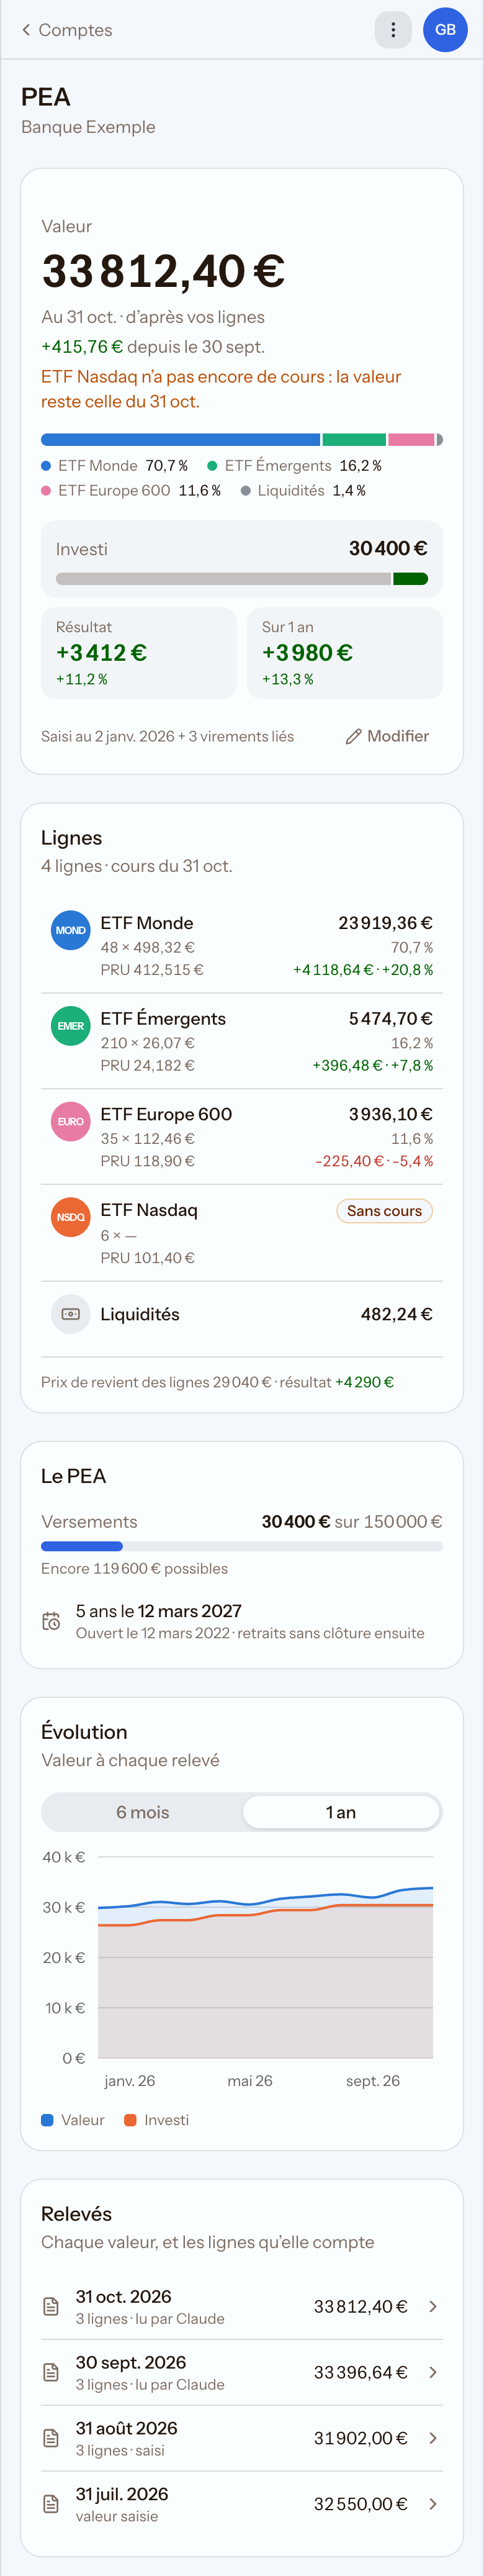 Comptes
GB
PEA
Banque Exemple
Valeur
33 812,40 €
Au 31 oct. · d’après vos lignes
+415,76 € depuis le 30 sept.
ETF Nasdaq n’a pas encore de cours : la valeur
reste celle du 31 oct.
ETF Monde 70,7 % ETF Émergents 16,2 %
ETF Europe 600 11,6 % Liquidités 1,4 %
Investi 30 400 €
Résultat
+3 412 €
+11,2 %
Sur 1 an
+3 980 €
+13,3 %
Saisi au 2 janv. 2026 + 3 virements liés
Modifier
Lignes
4 lignes · cours du 31 oct.
MOND
ETF Monde 23 919,36 €
48 × 498,32 € 70,7 %
PRU 412,515 € +4 118,64 € · +20,8 %
EMER
ETF Émergents 5 474,70 €
210 × 26,07 € 16,2 %
PRU 24,182 € +396,48 € · +7,8 %
EURO
ETF Europe 600 3 936,10 €
35 × 112,46 € 11,6 %
PRU 118,90 € -225,40 € · -5,4 %
NSDQ
ETF Nasdaq Sans cours
6 × —
PRU 101,40 €
Liquidités 482,24 €
Prix de revient des lignes 29 040 € · résultat +4 290 €
Le PEA
Versements 30 400 € sur 150 000 €
Encore 119 600 € possibles
5 ans le 12 mars 2027
Ouvert le 12 mars 2022 · retraits sans clôture ensuite
Évolution
Valeur à chaque relevé
6 mois 1 an
40 k €
30 k €
20 k €
10 k €
0 €
janv. 26 mai 26 sept. 26
Valeur Investi
Relevés
Chaque valeur, et les lignes qu’elle compte
31 oct. 2026 33 812,40 €
3 lignes · lu par Claude
30 sept. 2026 33 396,64 €
3 lignes · lu par Claude
31 août 2026 31 902,00 €
3 lignes · saisi
31 juil. 2026 32 550,00 €
valeur saisie